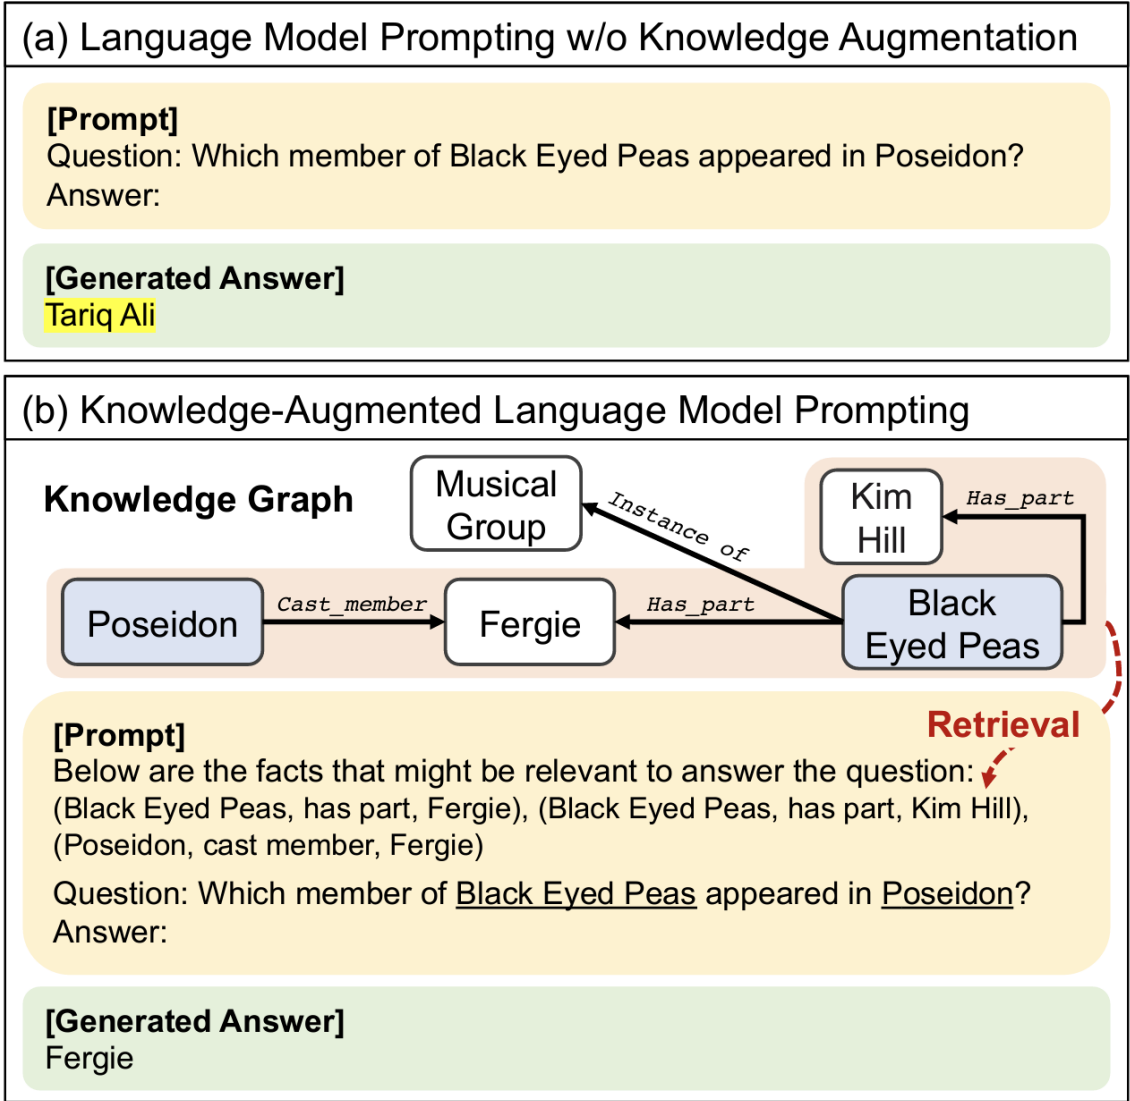 (a) Language Model Prompting w/o Knowledge Augmentation
[Prompt]
Question: Which member of Black Eyed Peas appeared in Poseidon?
Answer:
[Generated Answer]
Tariq Ali
(b) Knowledge-Augmented Language Model Prompting
Knowledge Graph
Musical
Group
Instance of
Kim
Hill
Has_part
Poseidon
Cast_member
Fergie
Has_part
Black
Eyed Peas
Retrieval
[Prompt]
Below are the facts that might be relevant to answer the question:
(Black Eyed Peas, has part, Fergie), (Black Eyed Peas, has part, Kim Hill),
(Poseidon, cast member, Fergie)
Question: Which member of Black Eyed Peas appeared in Poseidon?
Answer:
[Generated Answer]
Fergie